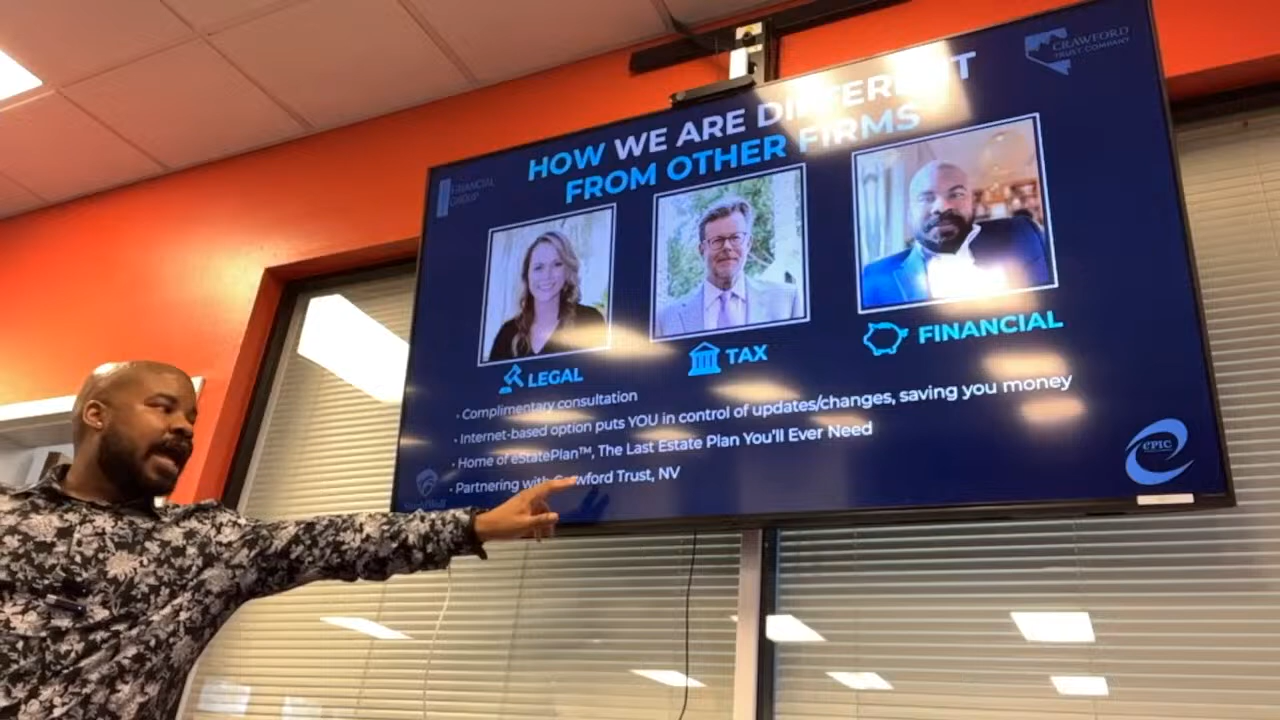 CRAWFORD
TRUST COMPANY
HOW WE ARE DIFFERENT
FROM OTHER FIRMS
FINANCIAL
GROUP
LEGAL
TAX
FINANCIAL
• Complimentary consultation
• Internet-based option puts YOU in control of updates/changes, saving you money
• Home of eStatePlan™, The Last Estate Plan You'll Ever Need
• Partnering with Crawford Trust, NV
ePIC